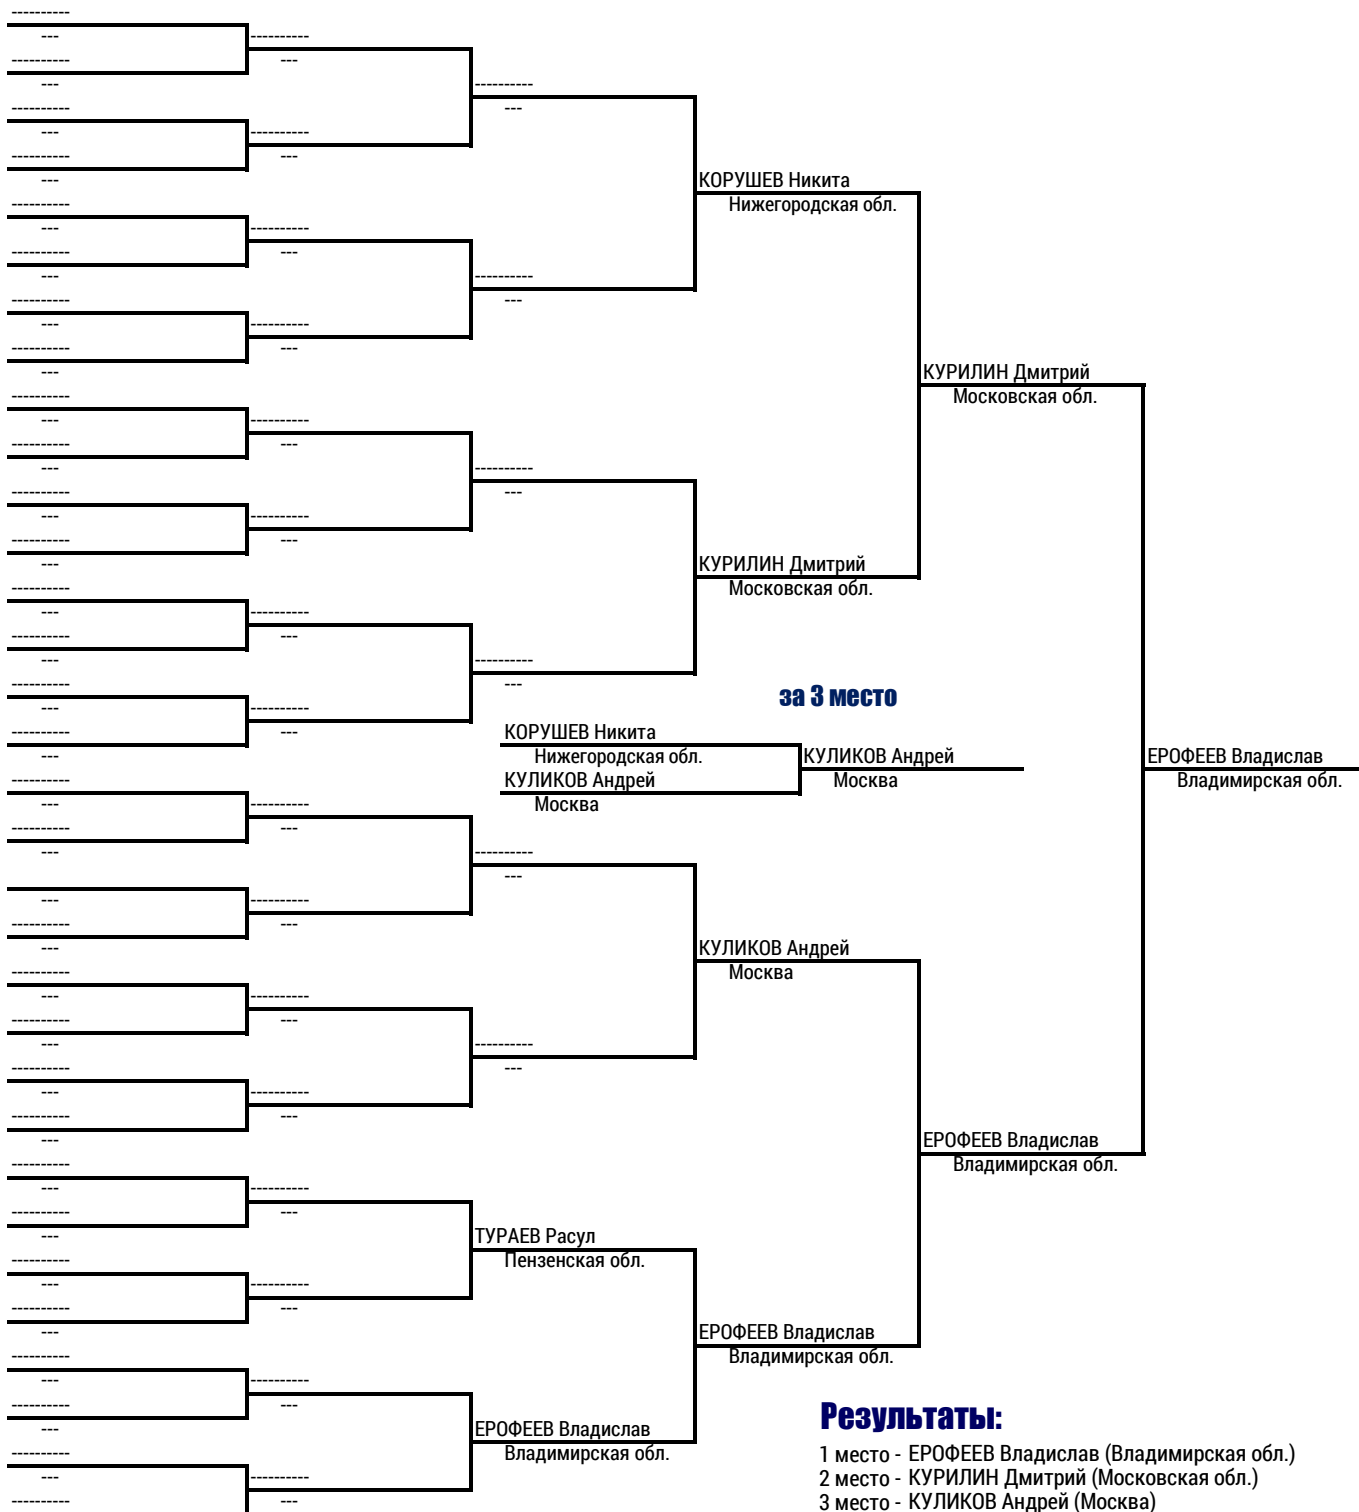 КОРУШЕВ Никита
Нижегородская обл.
КУРИЛИН Дмитрий
Московская обл.
КУРИЛИН Дмитрий
Московская обл.
за 3 место
КОРУШЕВ Никита
Нижегородская обл.
КУЛИКОВ Андрей
Москва
КУЛИКОВ Андрей
Москва
ЕРОФЕЕВ Владислав
Владимирская обл.
КУЛИКОВ Андрей
Москва
ЕРОФЕЕВ Владислав
Владимирская обл.
ТУРАЕВ Расул
Пензенская обл.
ЕРОФЕЕВ Владислав
Владимирская обл.
ЕРОФЕЕВ Владислав
Владимирская обл.
Результаты:
1 место - ЕРОФЕЕВ Владислав (Владимирская обл.)
2 место - КУРИЛИН Дмитрий (Московская обл.)
3 место - КУЛИКОВ Андрей (Москва)